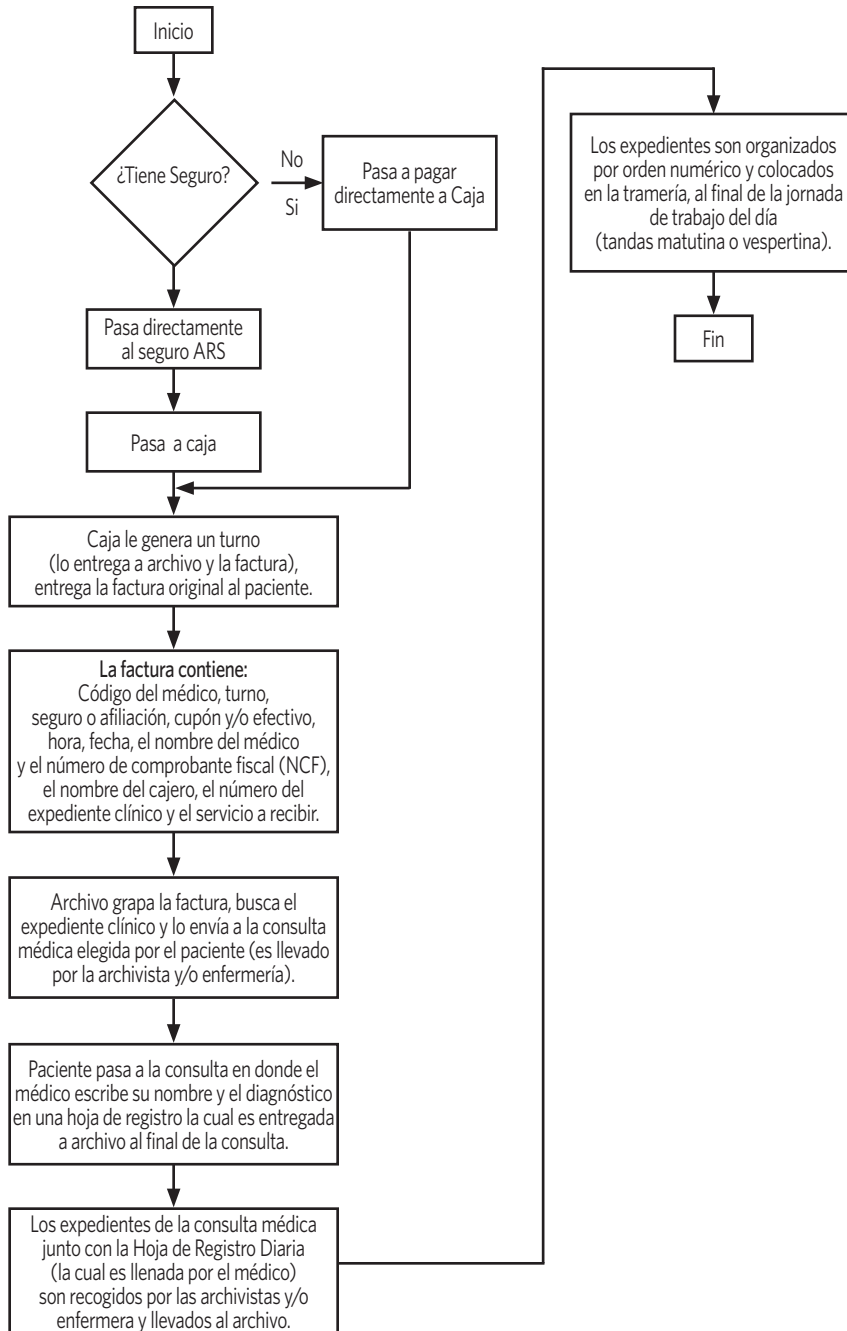 Inicio
¿Tiene Seguro?
No
Si
Pasa a pagar
directamente a Caja
Pasa directamente
al seguro ARS
Pasa a caja
Caja le genera un turno
(lo entrega a archivo y la factura),
entrega la factura original al paciente.
La factura contiene:
Código del médico, turno,
seguro o afiliación, cupón y/o efectivo,
hora, fecha, el nombre del médico
y el número de comprobante fiscal (NCF),
el nombre del cajero, el número del
expediente clínico y el servicio a recibir.
Archivo grapa la factura, busca el
expediente clínico y lo envía a la consulta
médica elegida por el paciente (es llevado
por la archivista y/o enfermería).
Paciente pasa a la consulta en donde el
médico escribe su nombre y el diagnóstico
en una hoja de registro la cual es entregada
a archivo al final de la consulta.
Los expedientes de la consulta médica
junto con la Hoja de Registro Diaria
(la cual es llenada por el médico)
son recogidos por las archivistas y/o
enfermera y llevados al archivo.
Los expedientes son organizados
por orden numérico y colocados
en la tramería, al final de la jornada
de trabajo del día
(tandas matutina o vespertina).
Fin